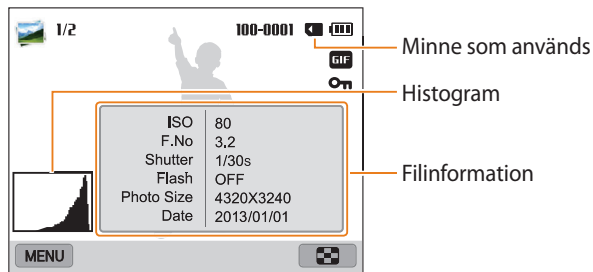 1/2 100-0001
Minne som används
GIF
Histogram
ISO 80
F.No 3.2
Shutter 1/30s
Flash OFF
Photo Size 4320X3240
Date 2013/01/01
Filinformation
MENU